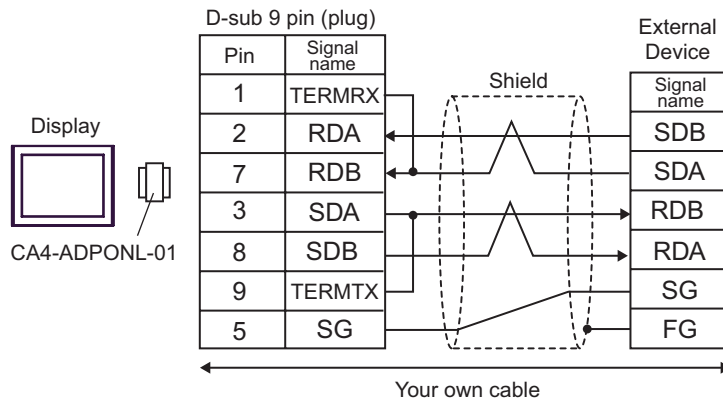 D-sub 9 pin (plug)
Pin Signal name
1 TERMRX
2 RDA
7 RDB
3 SDA
8 SDB
9 TERMTX
5 SG
Shield
External
Device
Signal name
SDB
SDA
RDB
RDA
SG
FG
Display
CA4-ADPONL-01
Your own cable